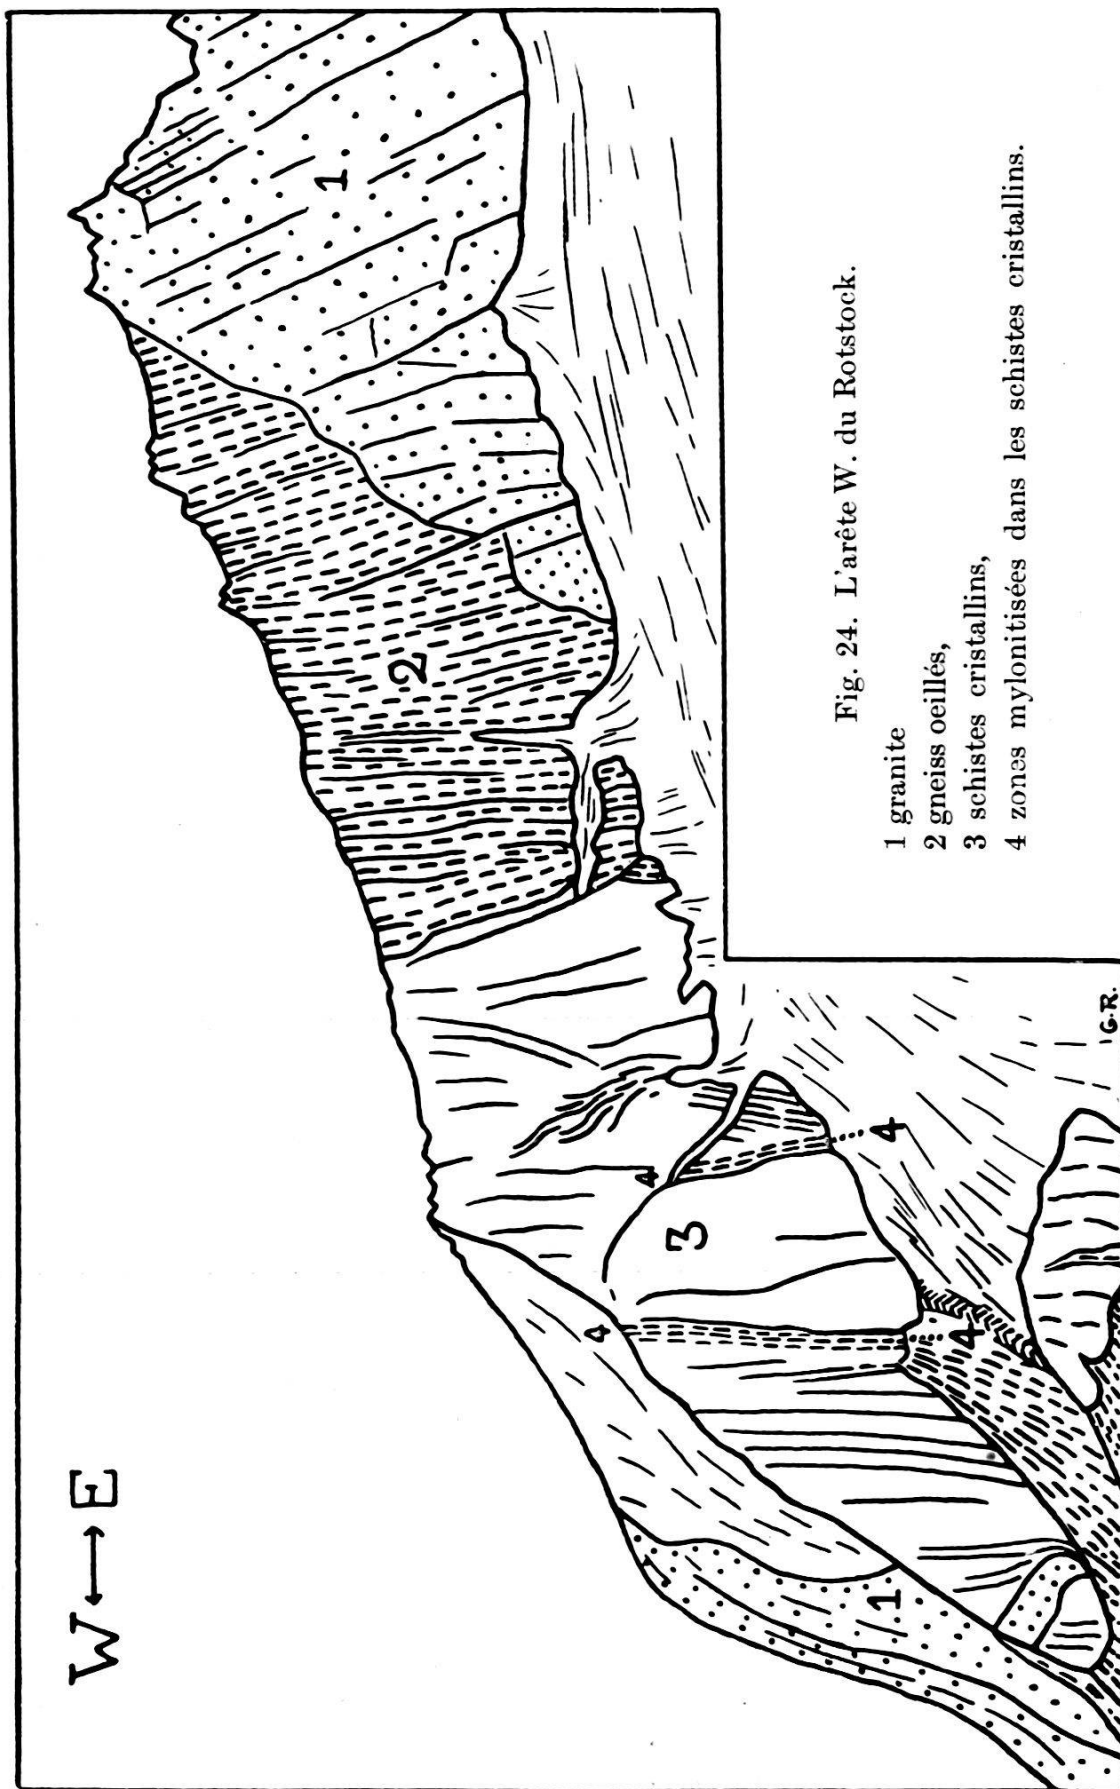 W ⟷ E
1
2
4
3
4
4
1
4
G.R.
Fig. 24. L'arête W. du Rotstock.
1 granite
2 gneiss oeillés,
3 schistes cristallins,
4 zones mylonitisées dans les schistes cristallins.